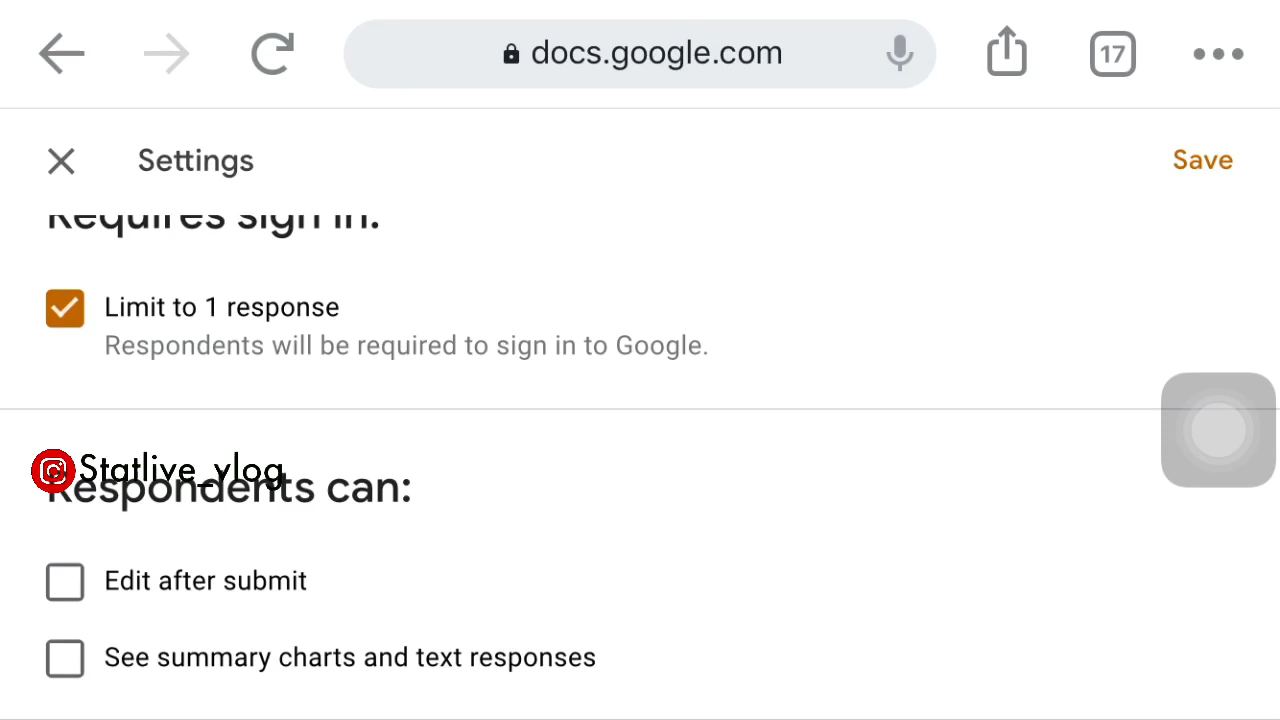 docs.google.com
17
Settings
Save
Requires sign in:
Limit to 1 response
Respondents will be required to sign in to Google.
Statlive_vlog
Respondents can:
Edit after submit
See summary charts and text responses